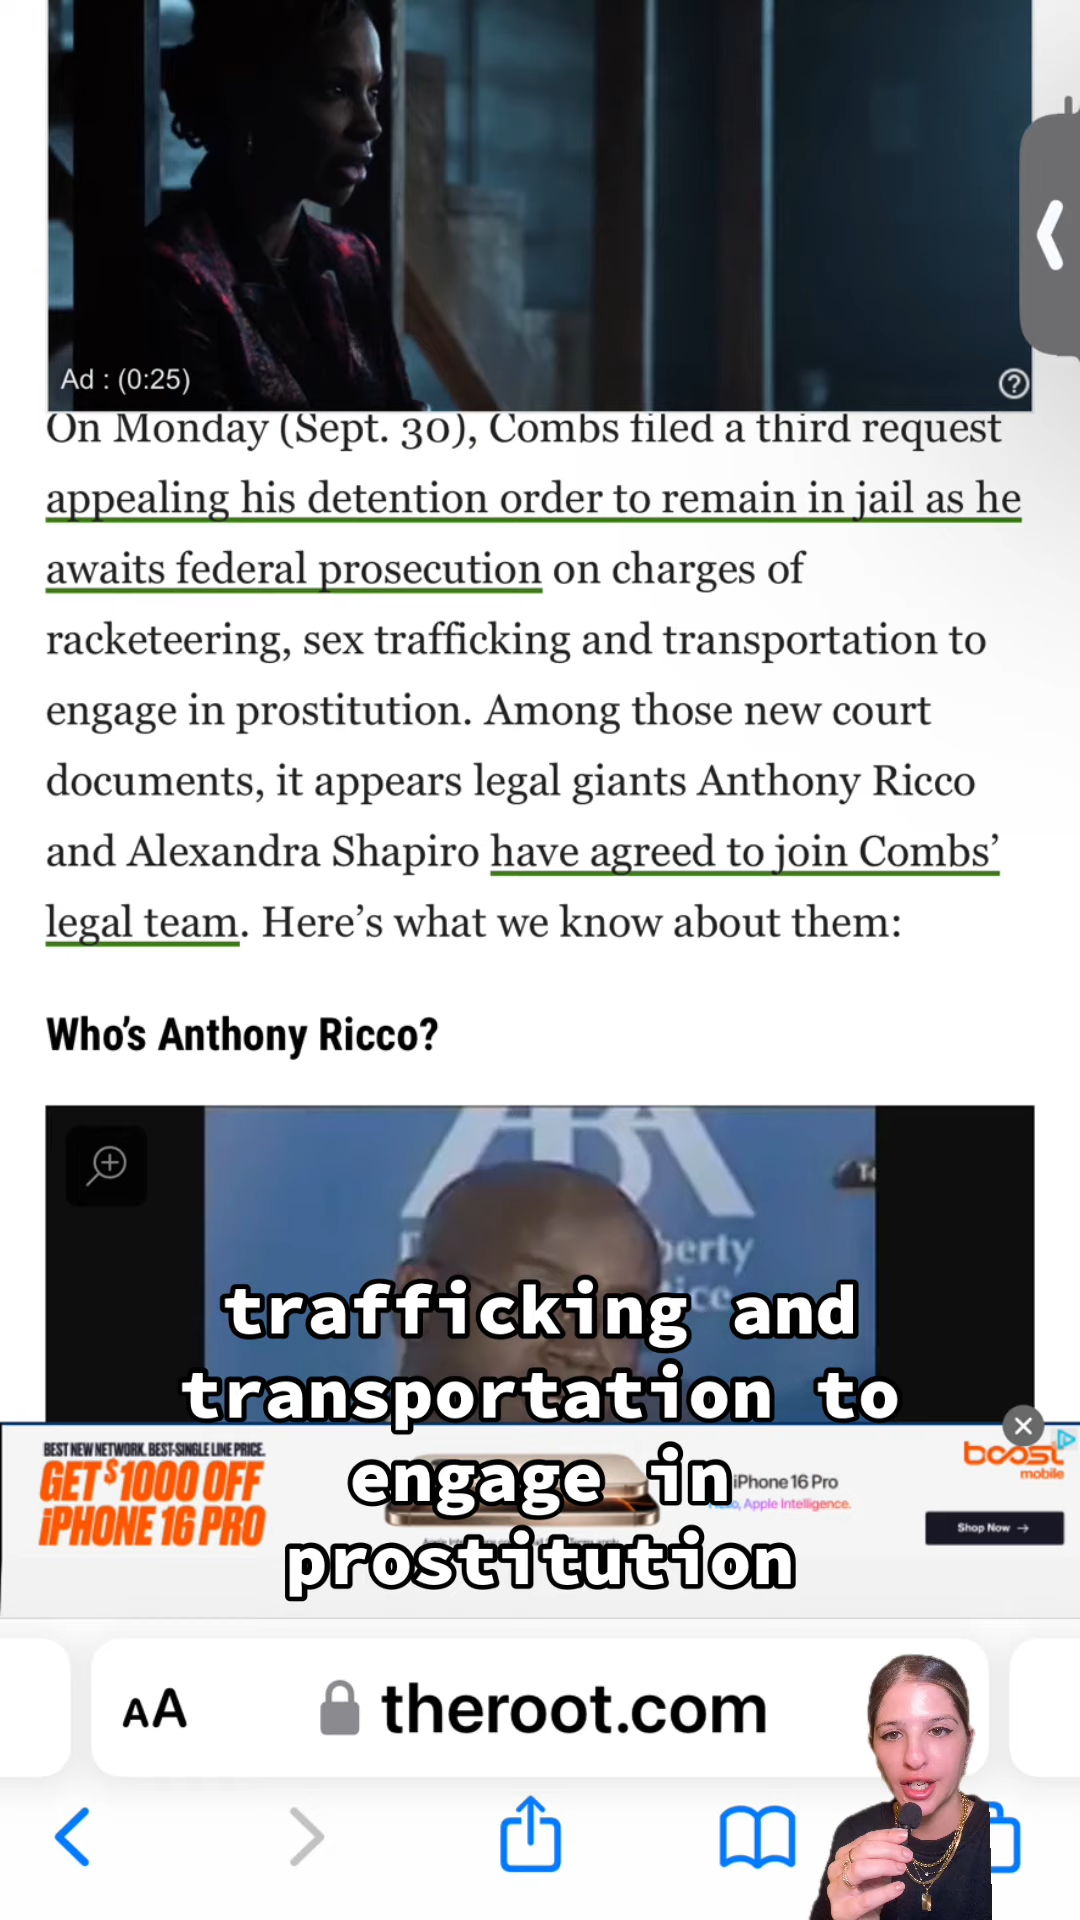 Ad : (0:25)
On Monday (Sept. 30), Combs filed a third request
appealing his detention order to remain in jail as he
awaits federal prosecution on charges of
racketeering, sex trafficking and transportation to
engage in prostitution. Among those new court
documents, it appears legal giants Anthony Ricco
and Alexandra Shapiro have agreed to join Combs’
legal team. Here’s what we know about them:
Who’s Anthony Ricco?
ABA
trafficking and
transportation to
engage in
prostitution
BEST NEW NETWORK. BEST-SINGLE LINE PRICE.
GET $1000 OFF
iPHONE 16 PRO
iPhone 16 Pro
Apple Intelligence.
boost
mobile
Shop Now →
AA
theroot.com